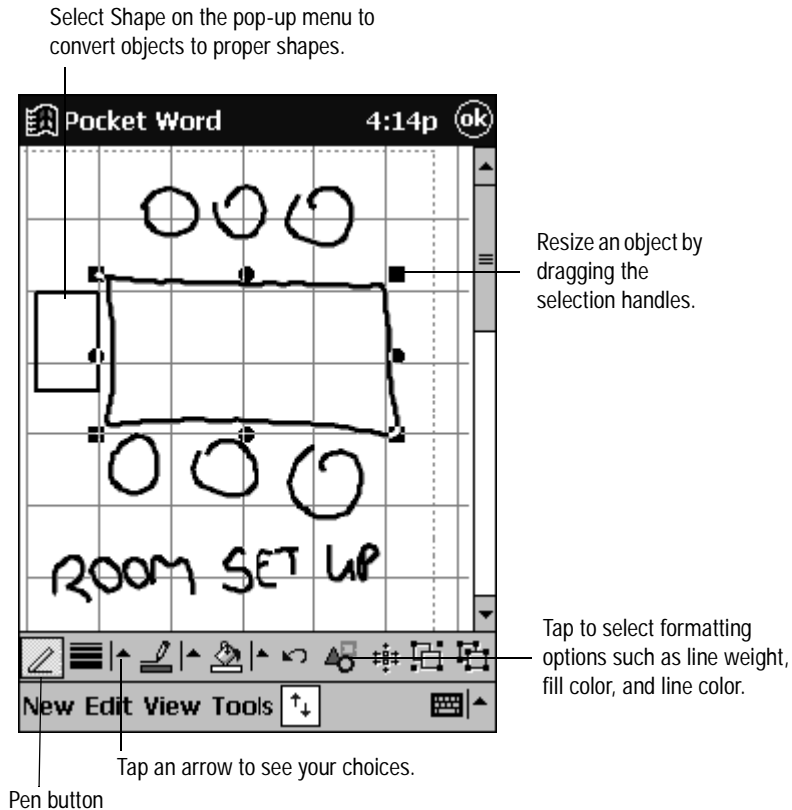 Select Shape on the pop-up menu to
convert objects to proper shapes.
Pocket Word 4:14p ok
Resize an object by
dragging the
selection handles.
ROOM SET UP
Tap to select formatting
options such as line weight,
fill color, and line color.
New Edit View Tools
Tap an arrow to see your choices.
Pen button